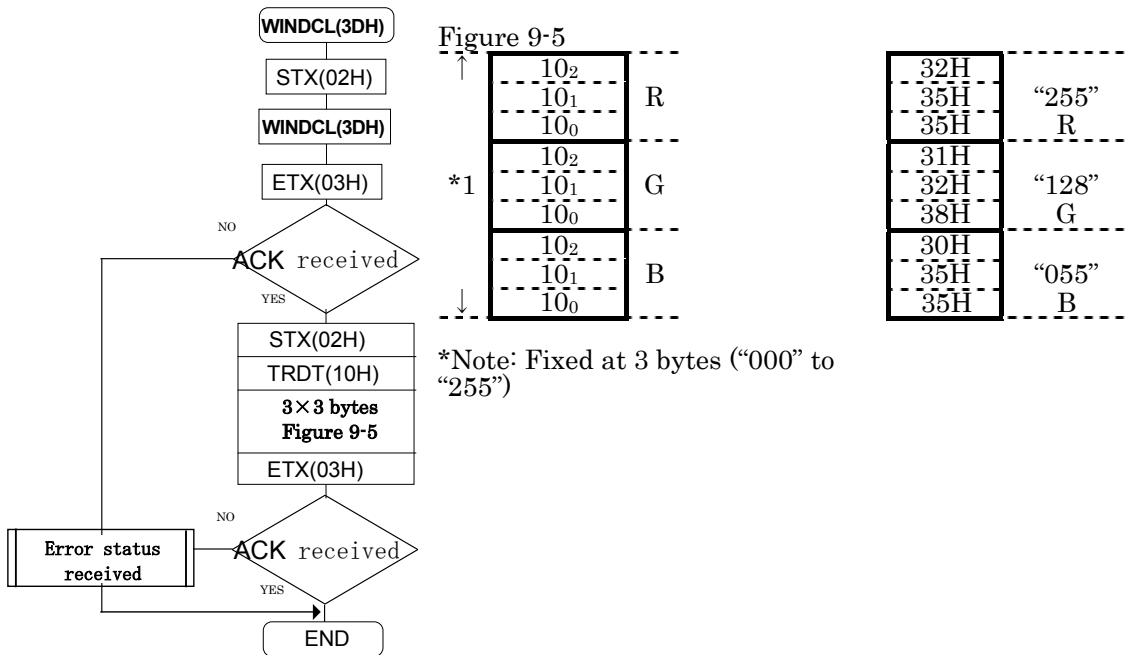 WINDCL(3DH)
STX(02H)
WINDCL(3DH)
ETX(03H)
NO
ACK received
YES
STX(02H)
TRDT(10H)
3×3 bytes
Figure 9-5
ETX(03H)
NO
ACK received
YES
Error status
received
END
Figure 9-5
↑
10₂
10₁ R
10₀
10₂
*1 10₁ G
10₀
10₂
10₁ B
10₀
↓
*Note: Fixed at 3 bytes (“000” to
“255”)
32H
35H “255”
35H R
31H
32H “128”
38H G
30H
35H “055”
35H B